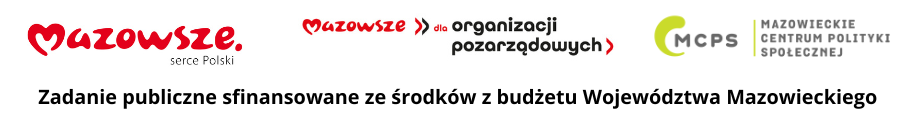 Mazowsze.
serce Polski
Mazowsze dla organizacji
pozarządowych
MCPS
MAZOWIECKIE
CENTRUM POLITYKI
SPOŁECZNEJ
Zadanie publiczne sfinansowane ze środków z budżetu Województwa Mazowieckiego